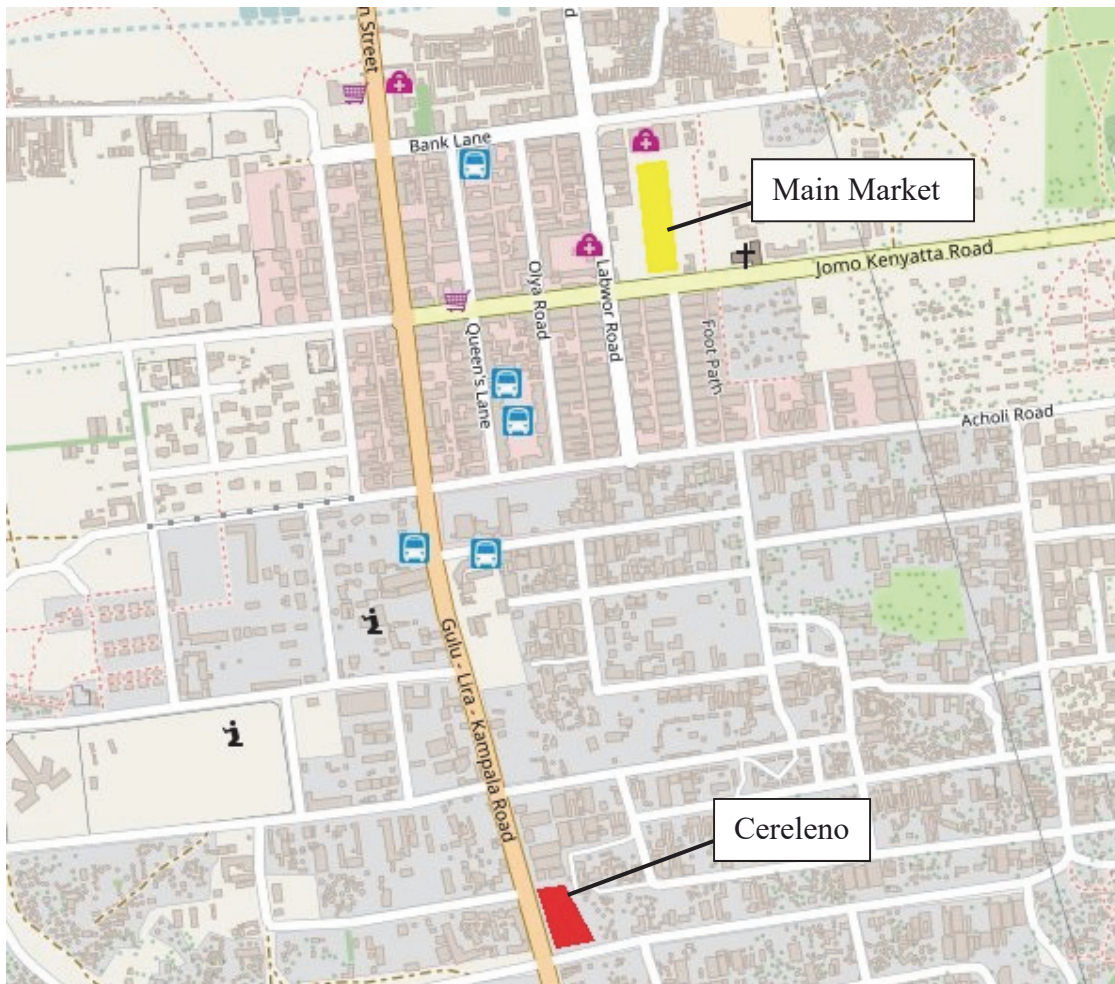 n Street
d
Bank Lane
Main Market
Jomo Kenyatta Road
Olya Road
Labwor Road
Queen's Lane
Foot Path
Acholi Road
Gulu - Lira - Kampala Road
Cereleno